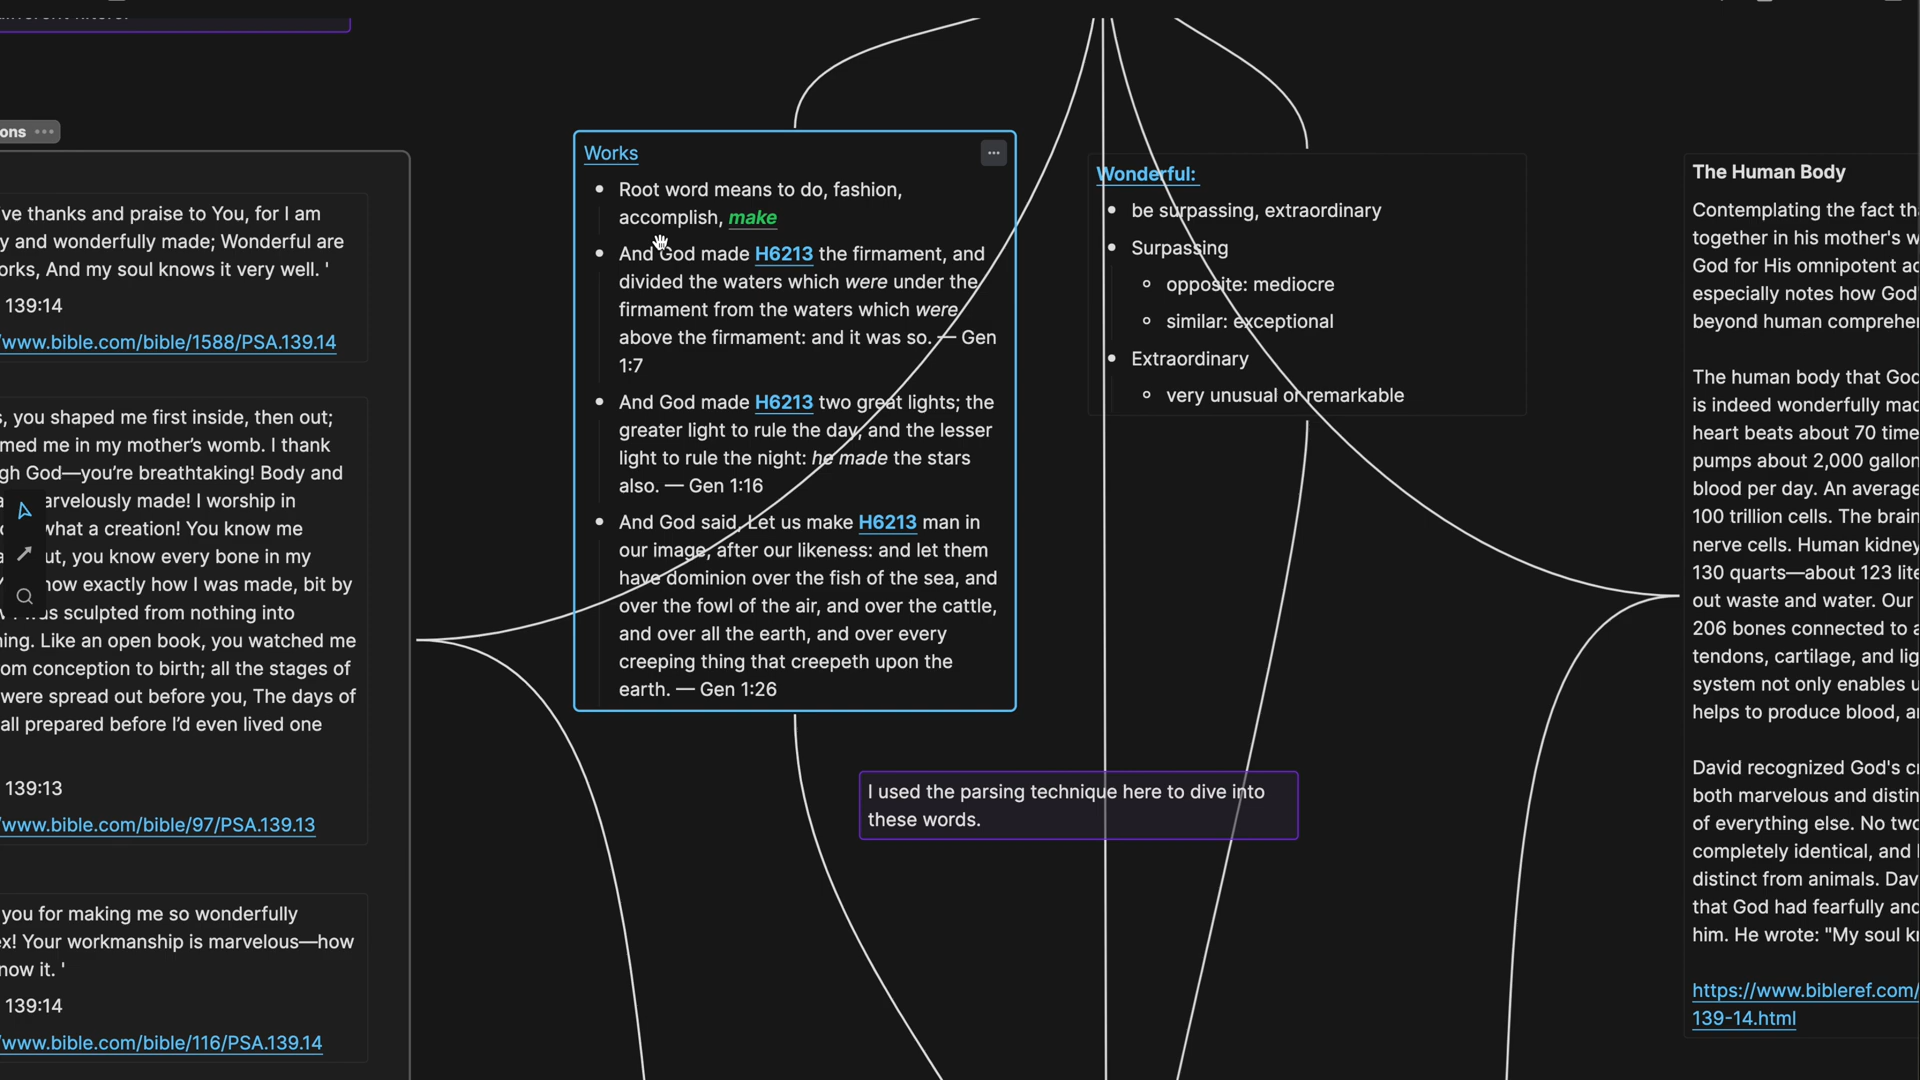 ons
've thanks and praise to You, for I am
y and wonderfully made; Wonderful are
orks, And my soul knows it very well. '
139:14
www.bible.com/bible/1588/PSA.139.14
s, you shaped me first inside, then out;
med me in my mother's womb. I thank
gh God—you're breathtaking! Body and
arvelously made! I worship in
what a creation! You know me
ut, you know every bone in my
now exactly how I was made, bit by
as sculpted from nothing into
ning. Like an open book, you watched me
om conception to birth; all the stages of
were spread out before you, The days of
all prepared before I'd even lived one
139:13
www.bible.com/bible/97/PSA.139.13
you for making me so wonderfully
ex! Your workmanship is marvelous—how
now it. '
139:14
www.bible.com/bible/116/PSA.139.14
Works
Root word means to do, fashion,
accomplish, make
And God made H6213 the firmament, and
divided the waters which were under the
firmament from the waters which were
above the firmament: and it was so. — Gen
1:7
And God made H6213 two great lights; the
greater light to rule the day, and the lesser
light to rule the night: he made the stars
also. — Gen 1:16
And God said, Let us make H6213 man in
our image, after our likeness: and let them
have dominion over the fish of the sea, and
over the fowl of the air, and over the cattle,
and over all the earth, and over every
creeping thing that creepeth upon the
earth. — Gen 1:26
Wonderful:
be surpassing, extraordinary
Surpassing
opposite: mediocre
similar: exceptional
Extraordinary
very unusual or remarkable
I used the parsing technique here to dive into
these words.
The Human Body
Contemplating the fact th
together in his mother's w
God for His omnipotent ac
especially notes how God
beyond human comprehe
The human body that Goc
is indeed wonderfully mac
heart beats about 70 time
pumps about 2,000 gallon
blood per day. An average
100 trillion cells. The brain
nerve cells. Human kidney
130 quarts—about 123 lite
out waste and water. Our
206 bones connected to a
tendons, cartilage, and lig
system not only enables u
helps to produce blood, a
David recognized God's c
both marvelous and distin
of everything else. No two
completely identical, and
distinct from animals. Dav
that God had fearfully and
him. He wrote: "My soul k
https://www.bibleref.com/
139-14.html